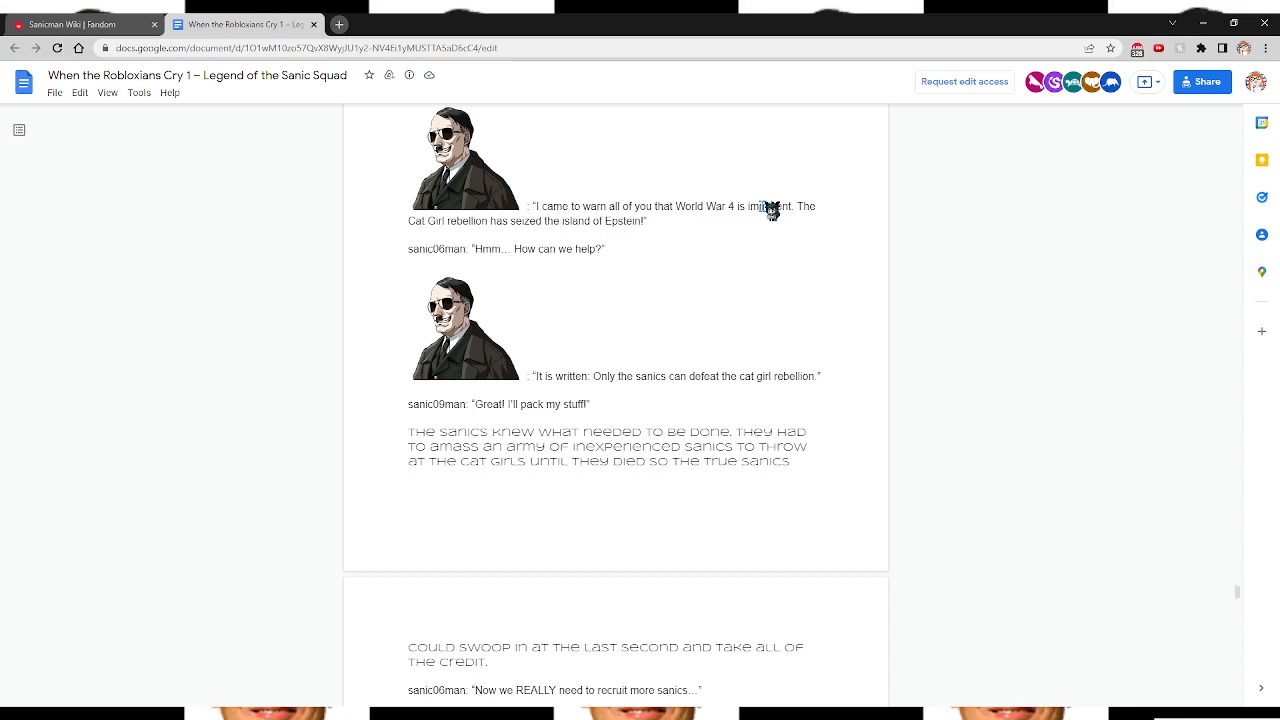 Sanicman Wiki | Fandom
When the Robloxians Cry 1 – Leg
docs.google.com/document/d/1O1wM10zo57QvX8WyjJU1y2-NV4Ei1yMUSTTA5aD6cC4/edit
When the Robloxians Cry 1 – Legend of the Sanic Squad
File Edit View Tools Help
Request edit access
Share
: “I camo to warn all of you that World War 4 is The
Cat Girl rebellion has seized the island of Epstein!”
sanic06man: “Hmm… How can we help?”
: “It is written: Only the sanics can defeat the cat girl rebellion.”
sanic09man: “Great! I’ll pack my stuff!”
The sanics knew what needed to be done. They had
to amass an army of inexperienced sanics to throw
at the cat girls until they died so the true sanics
could swoop in at the last second and take all of
the credit.
sanic06man: “Now we REALLY need to recruit more sanics…”